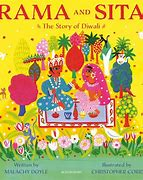 RAMA AND SITA
The Story of Diwali
Written by
MALACHY DOYLE
Illustrated by
CHRISTOPHER CORR